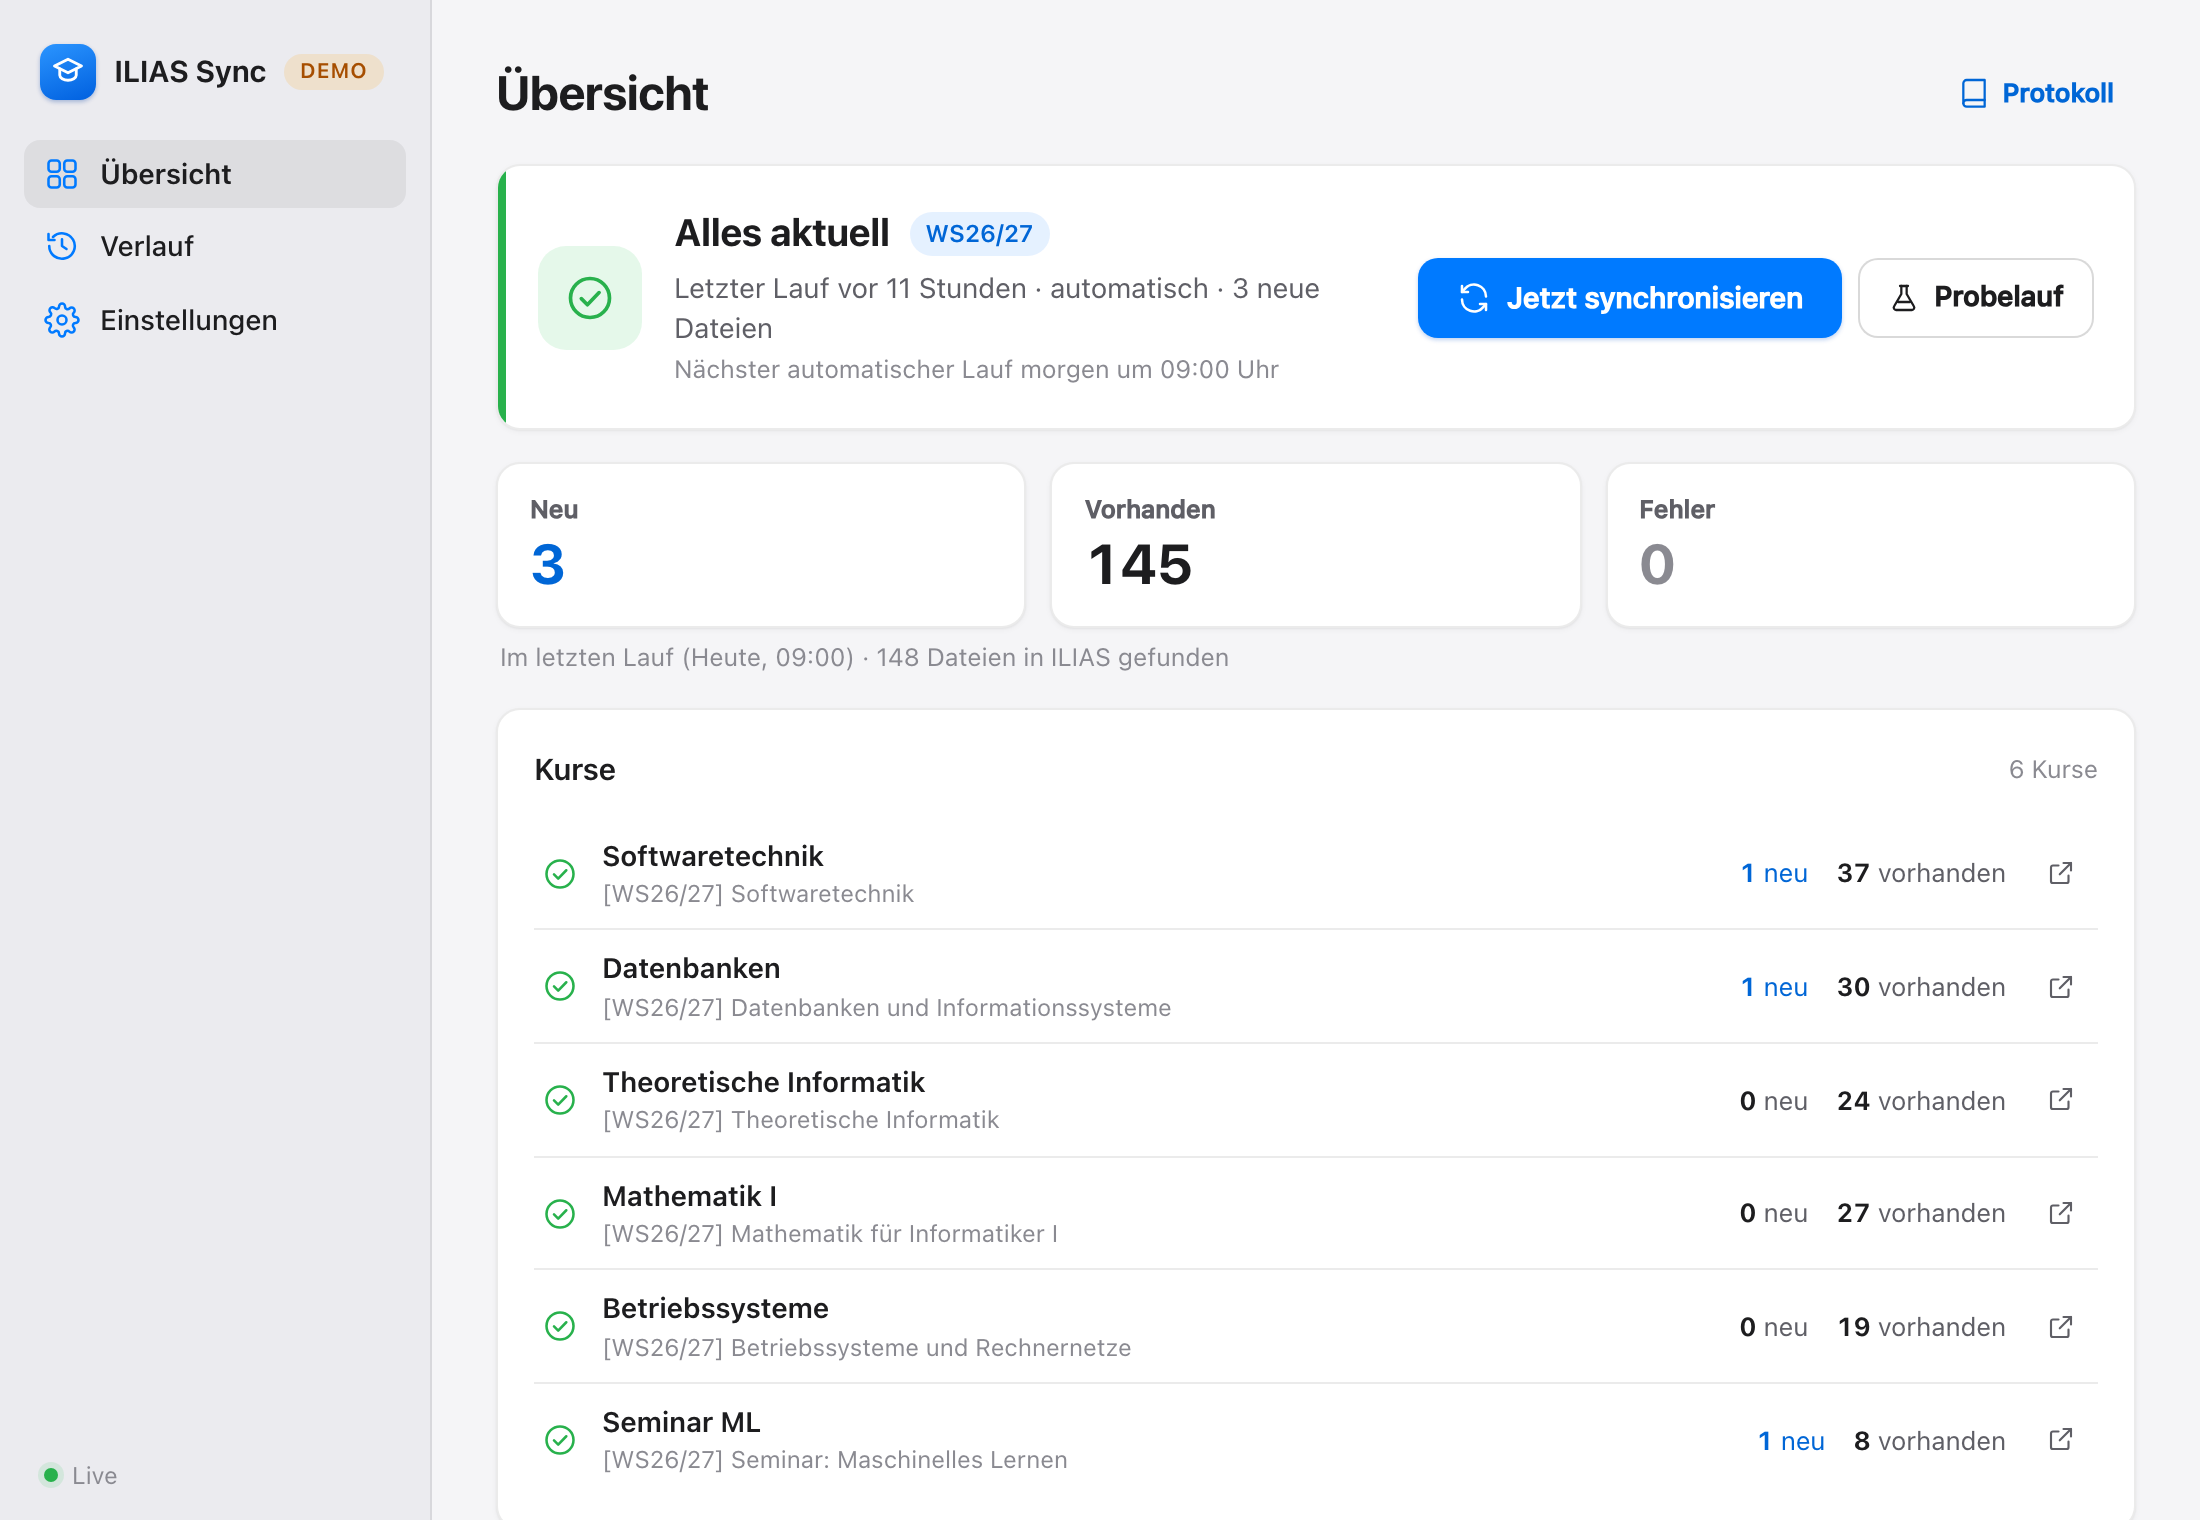 ILIAS Sync DEMO
Übersicht
Verlauf
Einstellungen
Live
Übersicht
Protokoll
Alles aktuell WS26/27
Letzter Lauf vor 11 Stunden · automatisch · 3 neue
Dateien
Nächster automatischer Lauf morgen um 09:00 Uhr
Jetzt synchronisieren
Probelauf
Neu
3
Vorhanden
145
Fehler
0
Im letzten Lauf (Heute, 09:00) · 148 Dateien in ILIAS gefunden
Kurse
6 Kurse
Softwaretechnik
[WS26/27] Softwaretechnik
1 neu 37 vorhanden
Datenbanken
[WS26/27] Datenbanken und Informationssysteme
1 neu 30 vorhanden
Theoretische Informatik
[WS26/27] Theoretische Informatik
0 neu 24 vorhanden
Mathematik I
[WS26/27] Mathematik für Informatiker I
0 neu 27 vorhanden
Betriebssysteme
[WS26/27] Betriebssysteme und Rechnernetze
0 neu 19 vorhanden
Seminar ML
[WS26/27] Seminar: Maschinelles Lernen
1 neu 8 vorhanden